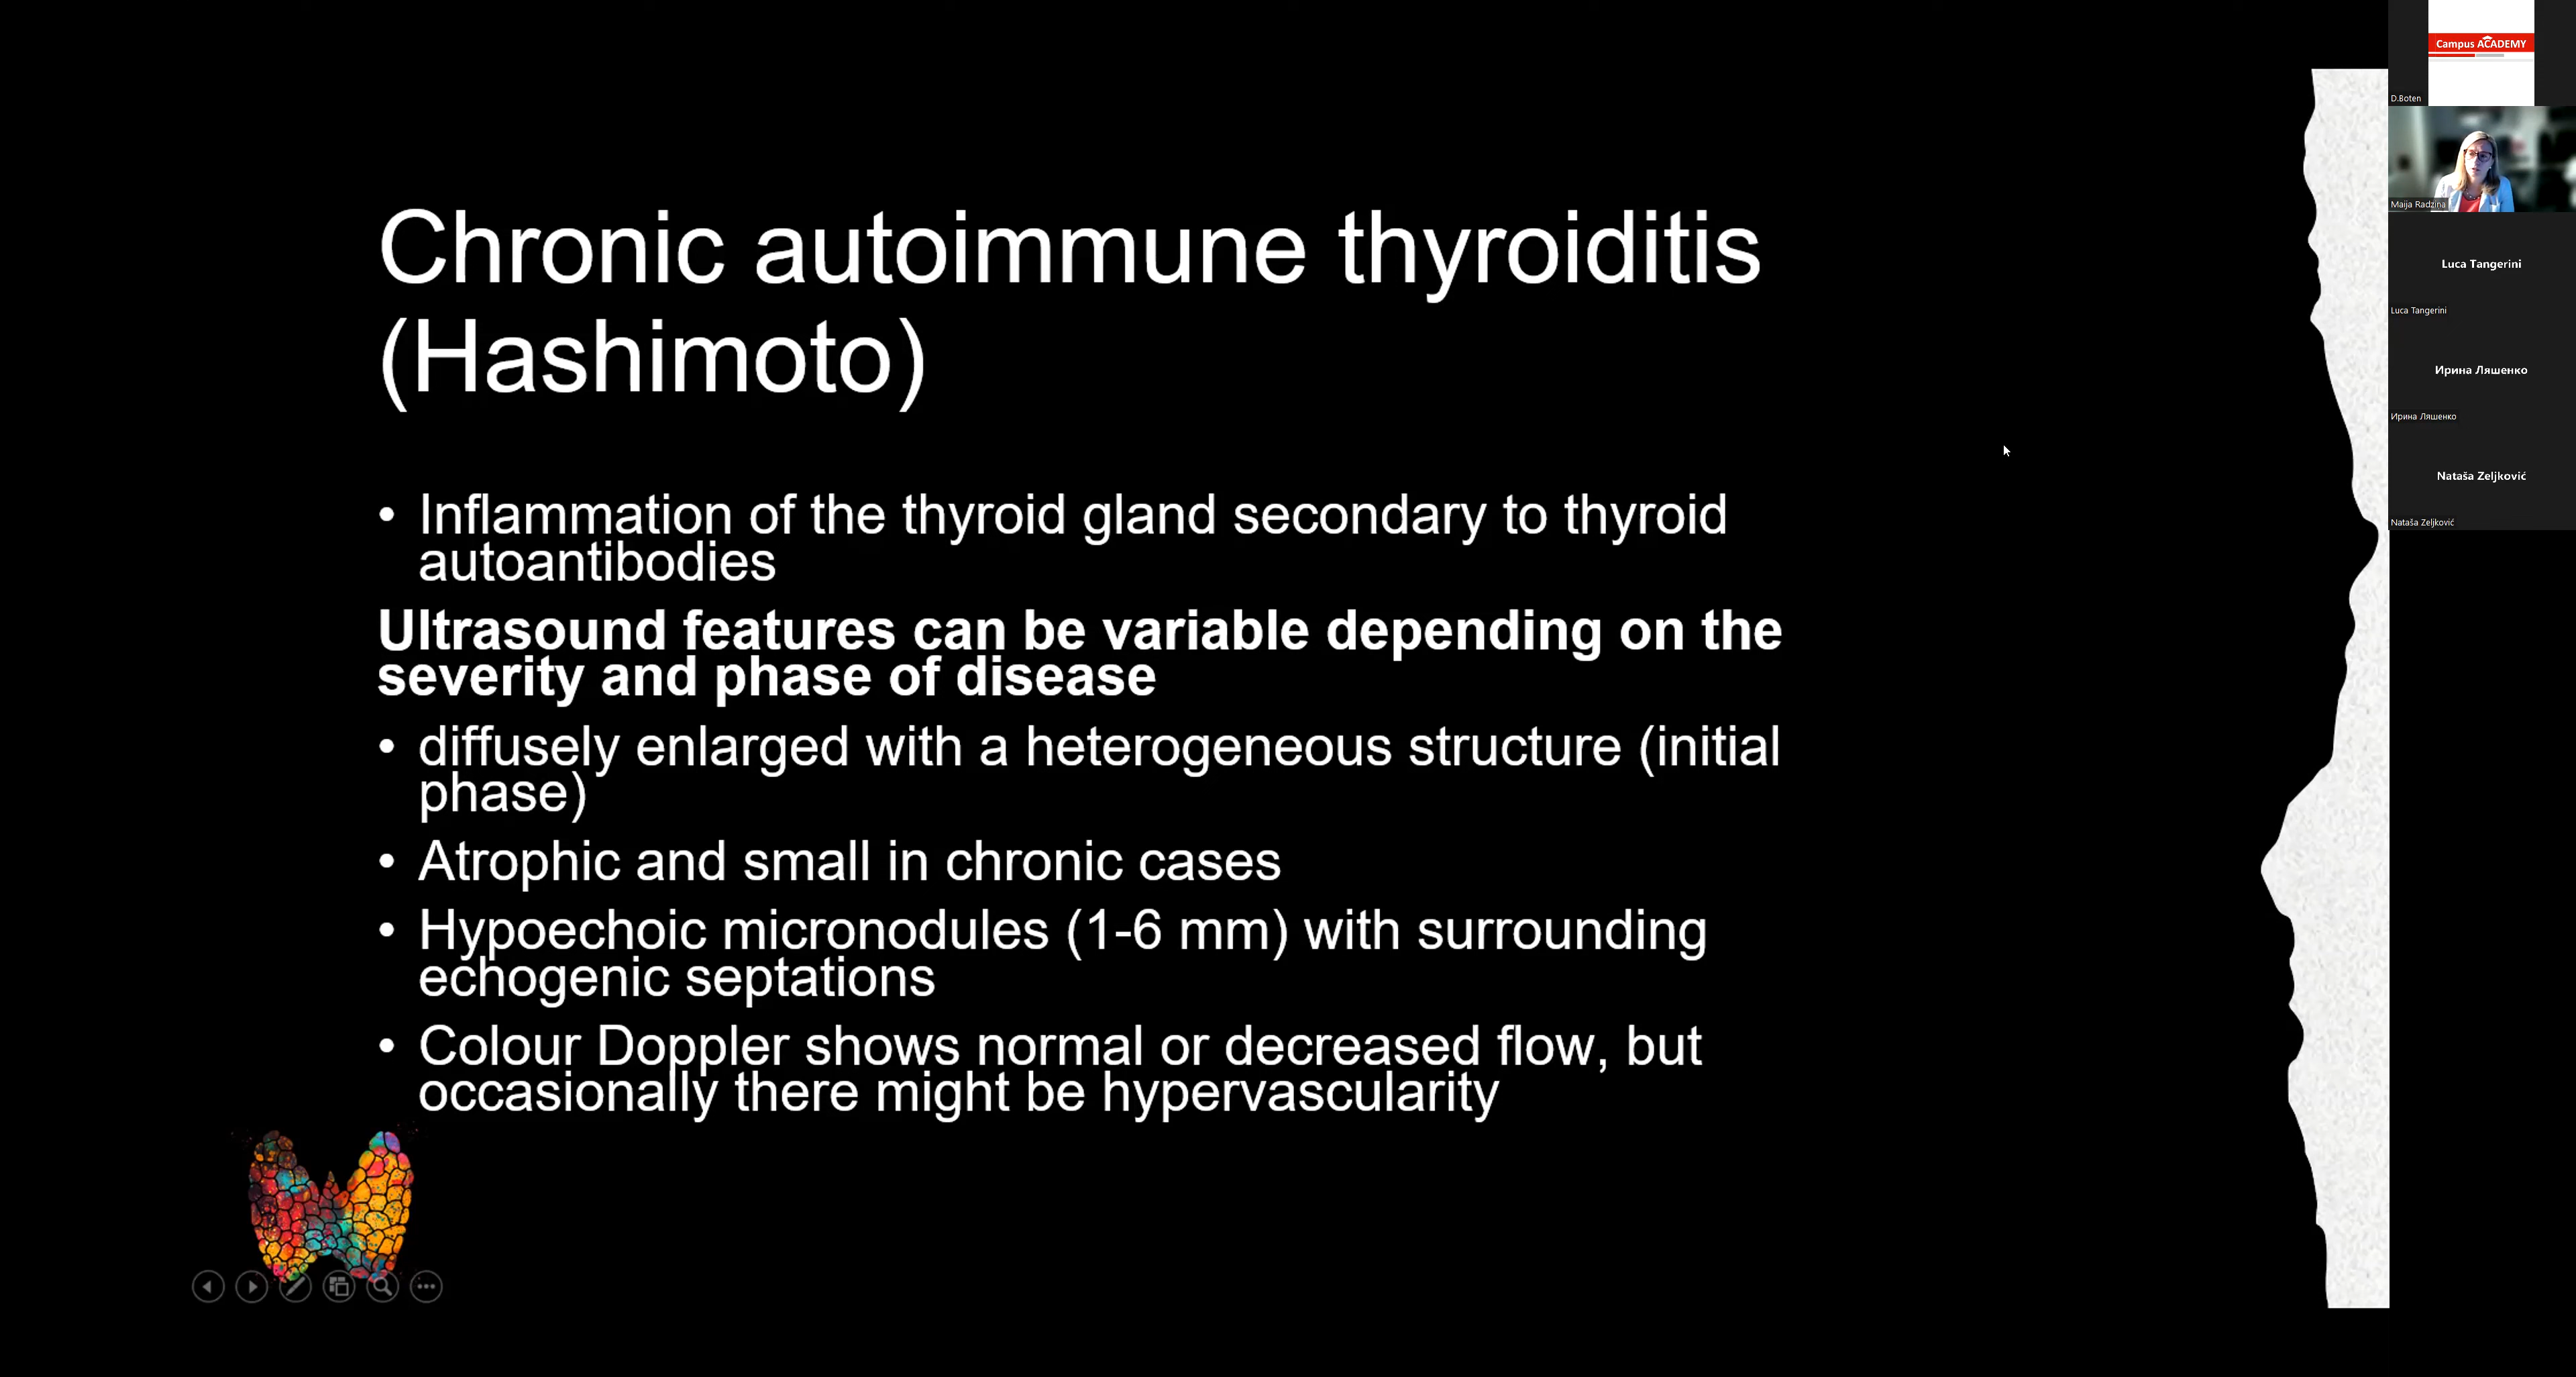 Chronic autoimmune thyroiditis
(Hashimoto)
• Inflammation of the thyroid gland secondary to thyroid
autoantibodies
Ultrasound features can be variable depending on the
severity and phase of disease
• diffusely enlarged with a heterogeneous structure (initial
phase)
• Atrophic and small in chronic cases
• Hypoechoic micronodules (1-6 mm) with surrounding
echogenic septations
• Colour Doppler shows normal or decreased flow, but
occasionally there might be hypervascularity
Campus ACADEMY
D.Boten
Maija Radzina
Luca Tangerini
Luca Tangerini
Ирина Ляшенко
Ирина Ляшенко
Nataša Zeljković
Nataša Zeljković